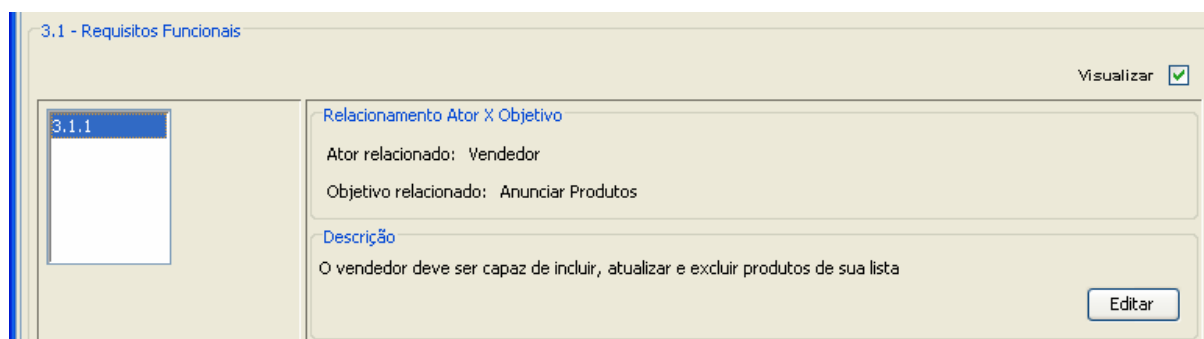 3.1 - Requisitos Funcionais
Visualizar
3.1.1
Relacionamento Ator X Objetivo
Ator relacionado: Vendedor
Objetivo relacionado: Anunciar Produtos
Descrição
O vendedor deve ser capaz de incluir, atualizar e excluir produtos de sua lista
Editar